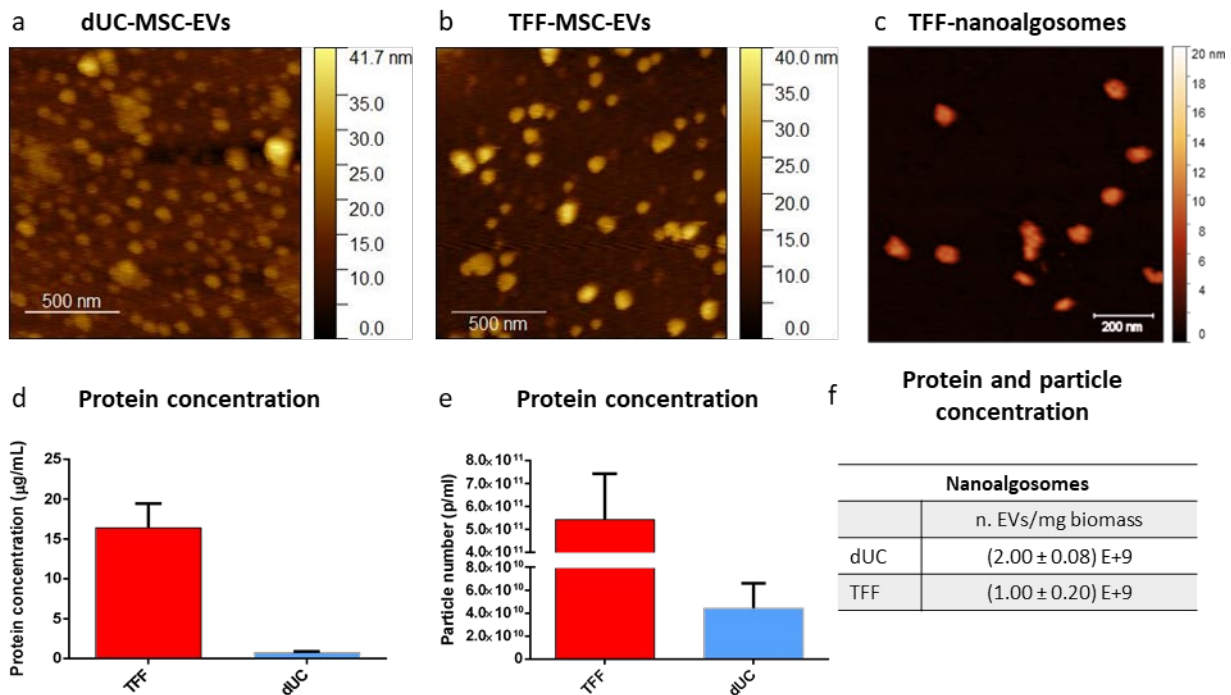 a
dUC-MSC-EVs
41.7 nm
35.0
30.0
25.0
20.0
15.0
10.0
0.0
500 nm
b
TFF-MSC-EVs
40.0 nm
35.0
30.0
25.0
20.0
15.0
10.0
0.0
500 nm
c
TFF-nanoalgosomes
20 nm
18
16
14
12
10
8
6
4
2
0
200 nm
d
Protein concentration
Protein concentration (µg/mL)
25
20
15
10
5
0
TFF
dUC
e
Protein concentration
Particle number (p/ml)
8.0×10¹¹
7.0×10¹¹
6.0×10¹¹
5.0×10¹¹
4.0×10¹¹
8.0×10¹⁰
6.0×10¹⁰
4.0×10¹⁰
2.0×10¹⁰
0
TFF
dUC
f
Protein and particle
concentration
Nanoalgosomes
n. EVs/mg biomass
dUC (2.00 ± 0.08) E+9
TFF (1.00 ± 0.20) E+9